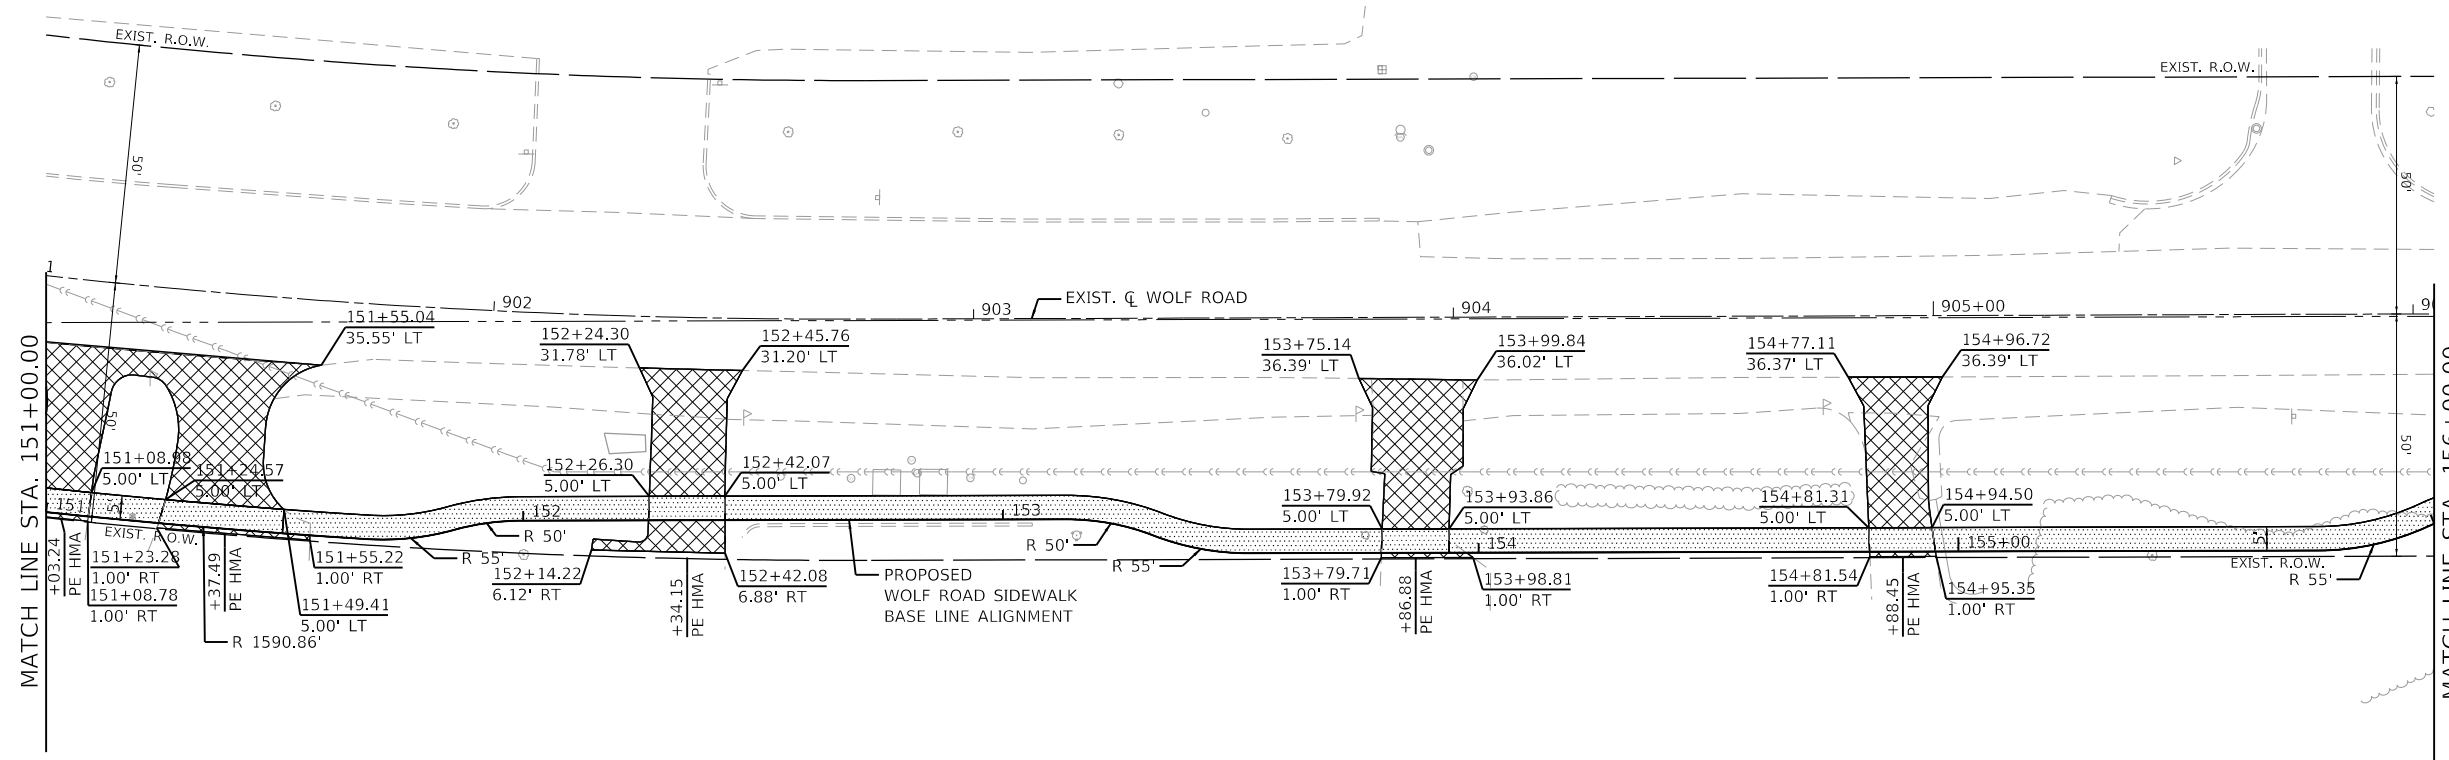 EXIST. R.O.W.
EXIST. R.O.W.
50'
50'
1
902
903
EXIST. ℄ WOLF ROAD
904
905+00
151+55.04
35.55' LT
152+24.30
31.78' LT
152+45.76
31.20' LT
153+75.14
36.39' LT
153+99.84
36.02' LT
154+77.11
36.37' LT
154+96.72
36.39' LT
MATCH LINE STA. 151+00.00
MATCH LINE STA. 156+00.00
50'
50'
151+08.98
5.00' LT
151+24.57
5.00' LT
152+26.30
5.00' LT
152+42.07
5.00' LT
153+79.92
5.00' LT
153+93.86
5.00' LT
154+81.31
5.00' LT
154+94.50
5.00' LT
151
5'
152
153
154
155+00
5'
EXIST. R.O.W.
EXIST. R.O.W.
R 50'
R 55'
R 50'
R 55'
R 55'
+03.24
PE HMA
151+23.28
1.00' RT
151+08.78
1.00' RT
+37.49
PE HMA
151+55.22
1.00' RT
151+49.41
5.00' LT
R 1590.86'
152+14.22
6.12' RT
+34.15
PE HMA
152+42.08
6.88' RT
PROPOSED
WOLF ROAD SIDEWALK
BASE LINE ALIGNMENT
153+79.71
1.00' RT
+86.88
PE HMA
153+98.81
1.00' RT
154+81.54
1.00' RT
+88.45
PE HMA
154+95.35
1.00' RT